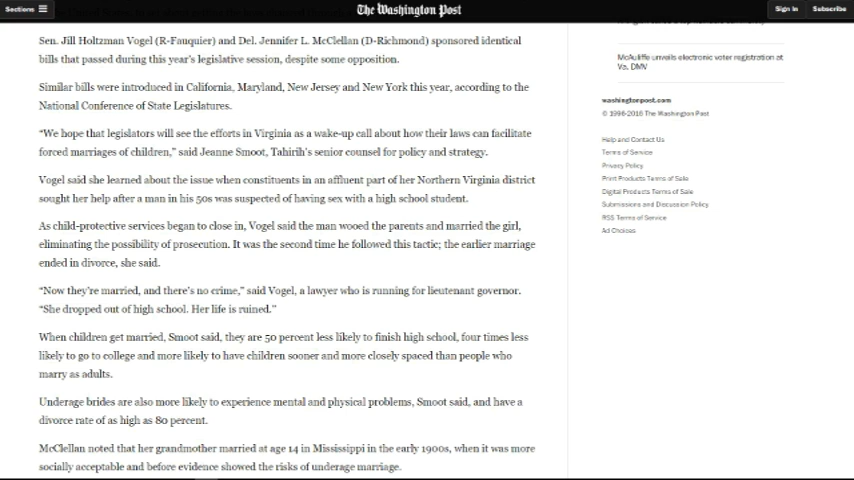 Sections
The Washington Post
Sign In
Subscribe
Sen. Jill Holtzman Vogel (R-Fauquier) and Del. Jennifer L. McClellan (D-Richmond) sponsored identical
bills that passed during this year's legislative session, despite some opposition.
Similar bills were introduced in California, Maryland, New Jersey and New York this year, according to the
National Conference of State Legislatures.
“We hope that legislators will see the efforts in Virginia as a wake-up call about how their laws can facilitate
forced marriages of children,” said Jeanne Smoot, Tahirih's senior counsel for policy and strategy.
Vogel said she learned about the issue when constituents in an affluent part of her Northern Virginia district
sought her help after a man in his 50s was suspected of having sex with a high school student.
As child-protective services began to close in, Vogel said the man wooed the parents and married the girl,
eliminating the possibility of prosecution. It was the second time he followed this tactic; the earlier marriage
ended in divorce, she said.
“Now they're married, and there's no crime,” said Vogel, a lawyer who is running for lieutenant governor.
“She dropped out of high school. Her life is ruined.”
When children get married, Smoot said, they are 50 percent less likely to finish high school, four times less
likely to go to college and more likely to have children sooner and more closely spaced than people who
marry as adults.
Underage brides are also more likely to experience mental and physical problems, Smoot said, and have a
divorce rate of as high as 80 percent.
McClellan noted that her grandmother married at age 14 in Mississippi in the early 1900s, when it was more
socially acceptable and before evidence showed the risks of underage marriage.
McAuliffe unveils electronic voter registration at
Va. DMV
washingtonpost.com
© 1996-2016 The Washington Post
Help and Contact Us
Terms of Service
Privacy Policy
Print Products Terms of Sale
Digital Products Terms of Sale
Submissions and Discussion Policy
RSS Terms of Service
Ad Choices